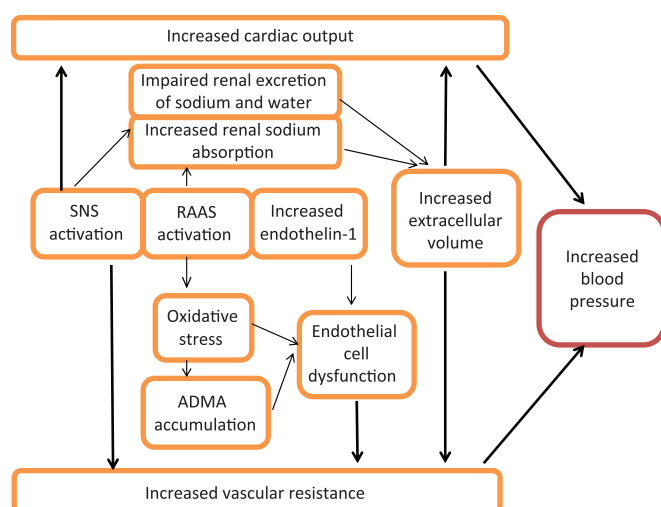 Increased cardiac output
Impaired renal excretion
of sodium and water
Increased renal sodium
absorption
SNS
activation
RAAS
activation
Increased
endothelin-1
Increased
extracellular
volume
Increased
blood
pressure
Oxidative
stress
Endothelial
cell
dysfunction
ADMA
accumulation
Increased vascular resistance